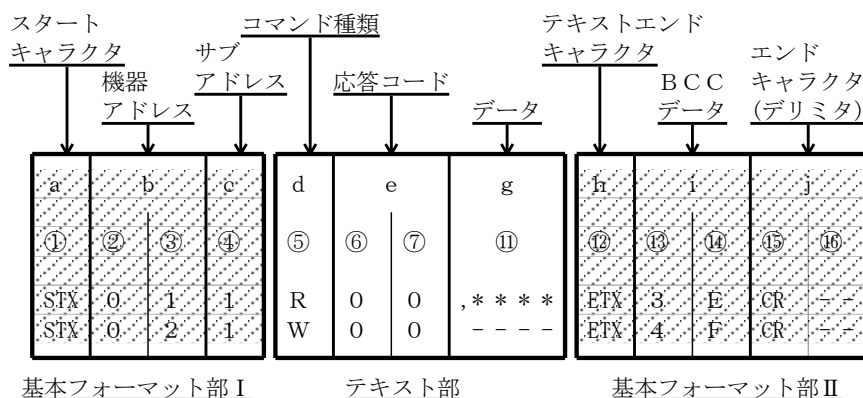 スタート
キャラクタ
機器
アドレス
サブ
アドレス
コマンド種類
応答コード
データ
テキストエンド
キャラクタ
ＢＣＣ
データ
エンド
キャラクタ
(デリミタ)
a b c d e g h i j
① ② ③ ④ ⑤ ⑥ ⑦ ⑪ ⑫ ⑬ ⑭ ⑮ ⑯
STX 0 1 1 R 0 0 ,＊＊＊＊ ETX 3 E CR --
STX 0 2 1 W 0 0 ---- ETX 4 F CR --
基本フォーマット部Ⅰ テキスト部 基本フォーマット部Ⅱ